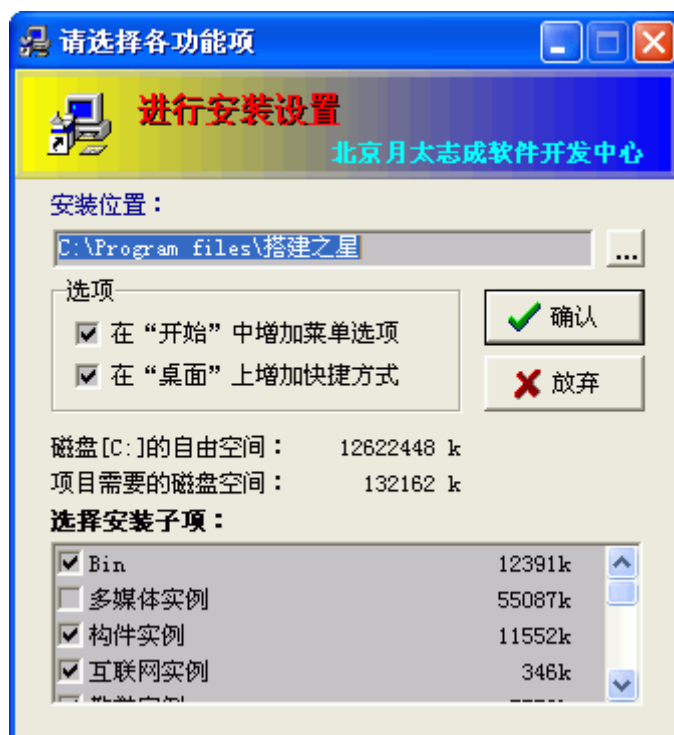 请选择各功能项
进行安装设置
北京月太志成软件开发中心
安装位置：
C:\Program files\搭建之星
...
选项
在“开始”中增加菜单选项
确认
在“桌面”上增加快捷方式
放弃
磁盘[C:]的自由空间： 12622448 k
项目需要的磁盘空间： 132162 k
选择安装子项：
Bin 12391k
多媒体实例 55087k
构件实例 11552k
互联网实例 346k